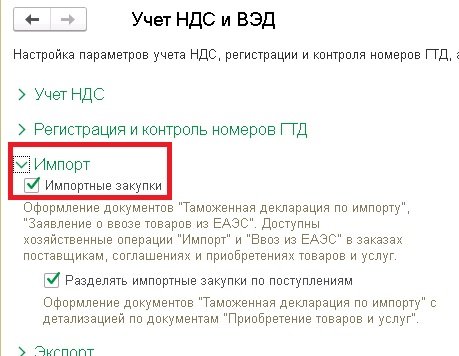 Учет НДС и ВЭД
Настройка параметров учета НДС, регистрации и контроля номеров ГТД,
Учет НДС
Регистрация и контроль номеров ГТД
Импорт
Импортные закупки
Оформление документов "Таможенная декларация по импорту",
"Заявление о ввозе товаров из ЕАЭС". Доступны
хозяйственные операции "Импорт" и "Ввоз из ЕАЭС" в заказах
поставщикам, соглашениях и приобретениях товаров и услуг.
Разделять импортные закупки по поступлениям
Оформление документов "Таможенная декларация по импорту" с
детализацией по документам "Приобретение товаров и услуг".
Экспорт